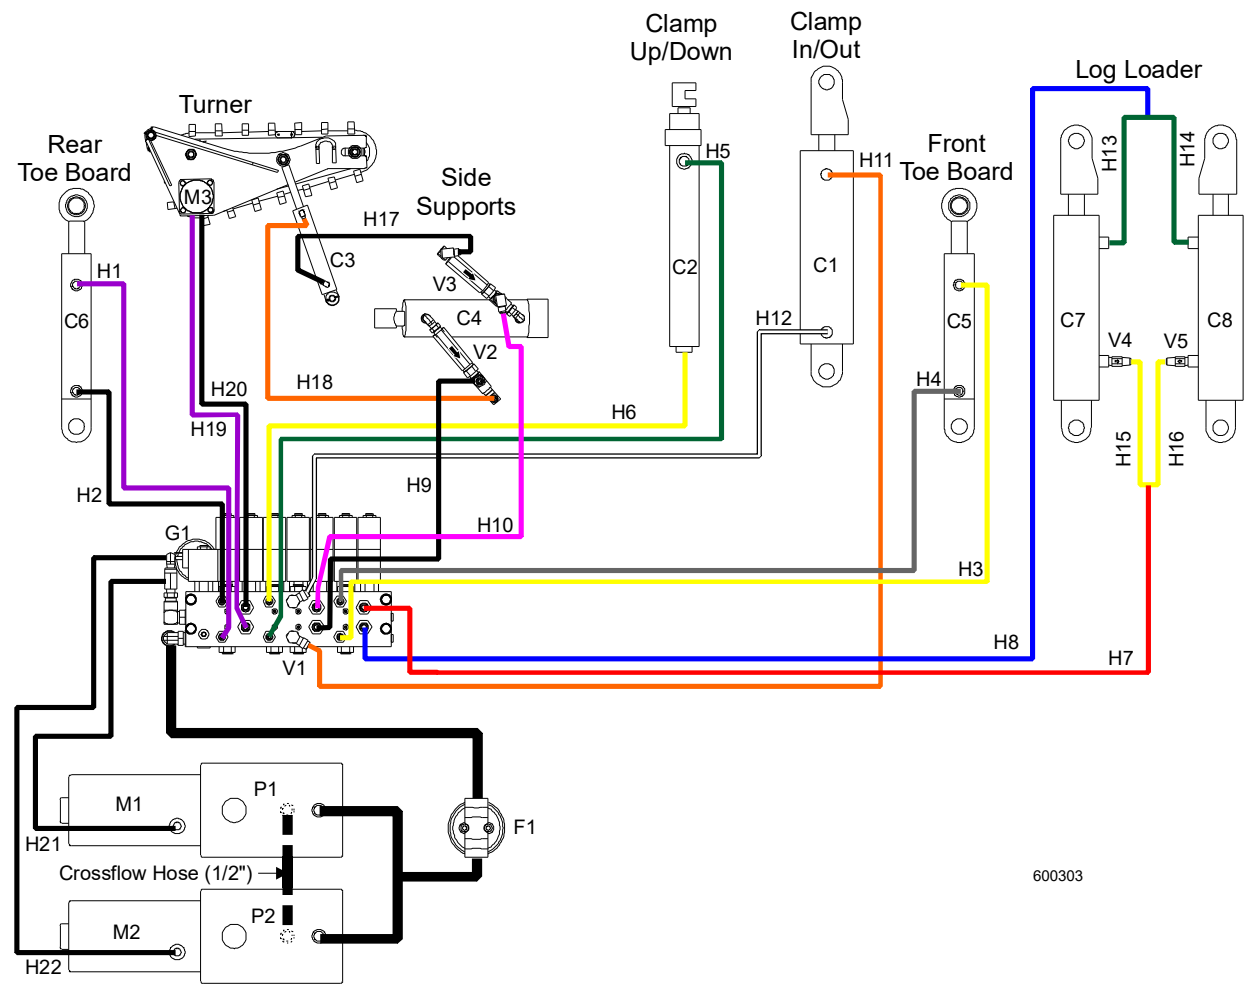 Clamp
Up/Down
Clamp
In/Out
Log Loader
Turner
Rear
Toe Board
Front
Toe Board
Side
Supports
H5
H11
H13
H14
M3
H17
H1
C3
V3
C2
C1
C6
C4
H12
C5
C7
C8
V2
V4
V5
H20
H18
H4
H19
H6
H15
H16
H2
H9
G1
H10
H3
V1
H8
H7
M1
P1
F1
H21
Crossflow Hose (1/2")
600303
M2
P2
H22